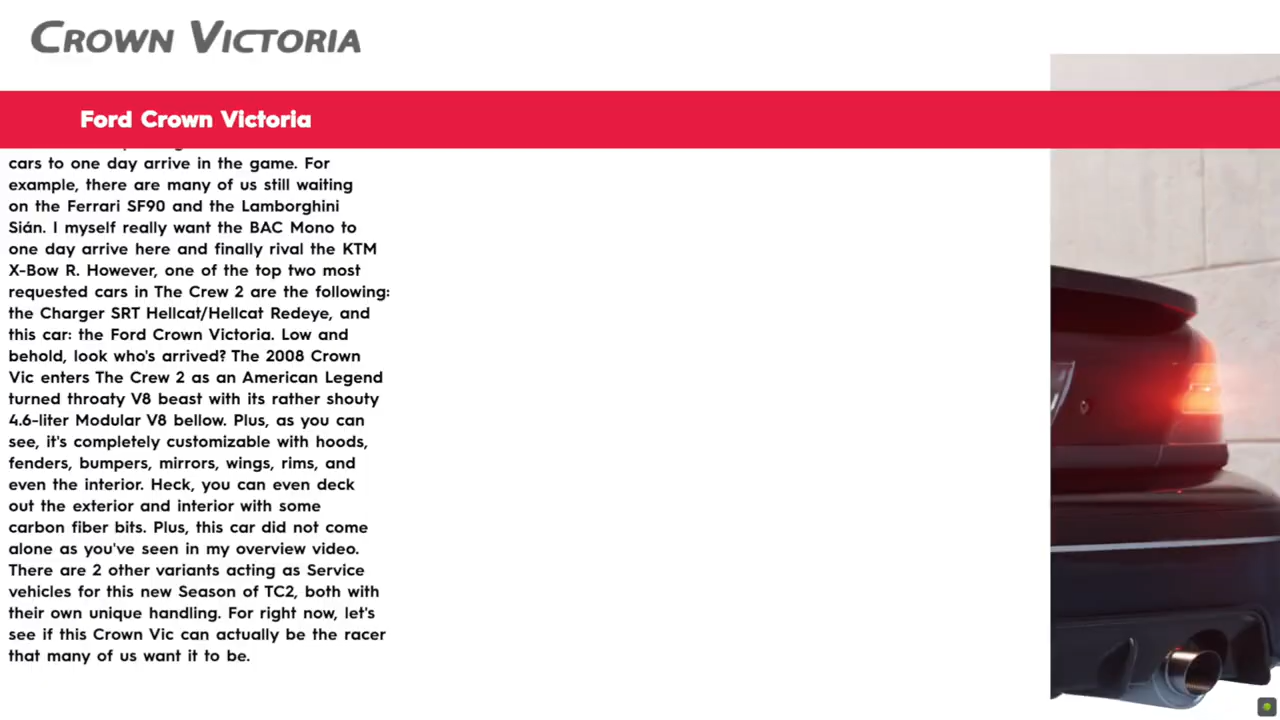 Crown Victoria
Ford Crown Victoria
cars to one day arrive in the game. For
example, there are many of us still waiting
on the Ferrari SF90 and the Lamborghini
Sián. I myself really want the BAC Mono to
one day arrive here and finally rival the KTM
X-Bow R. However, one of the top two most
requested cars in The Crew 2 are the following:
the Charger SRT Hellcat/Hellcat Redeye, and
this car: the Ford Crown Victoria. Low and
behold, look who's arrived? The 2008 Crown
Vic enters The Crew 2 as an American Legend
turned throaty V8 beast with its rather shouty
4.6-liter Modular V8 bellow. Plus, as you can
see, it's completely customizable with hoods,
fenders, bumpers, mirrors, wings, rims, and
even the interior. Heck, you can even deck
out the exterior and interior with some
carbon fiber bits. Plus, this car did not come
alone as you've seen in my overview video.
There are 2 other variants acting as Service
vehicles for this new Season of TC2, both with
their own unique handling. For right now, let's
see if this Crown Vic can actually be the racer
that many of us want it to be.